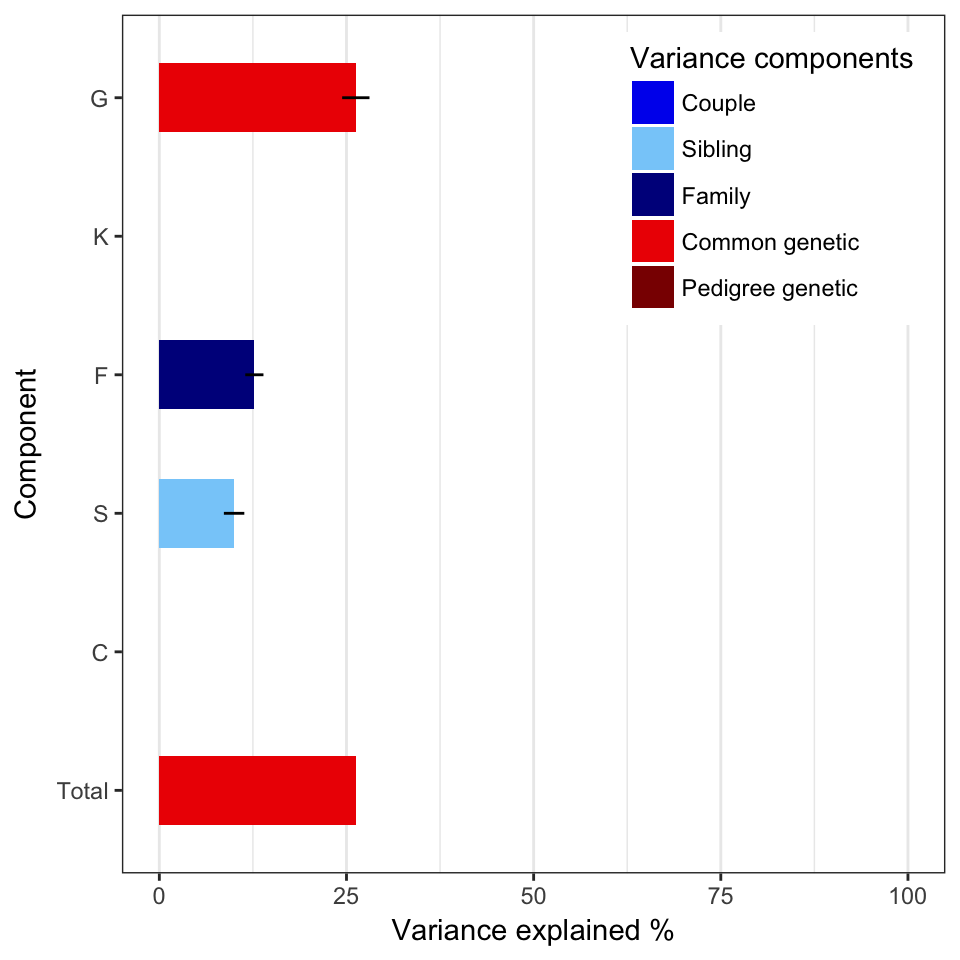 Variance components
Couple
Sibling
Family
Common genetic
Pedigree genetic
Component
G
K
F
S
C
Total
0 25 50 75 100
Variance explained %